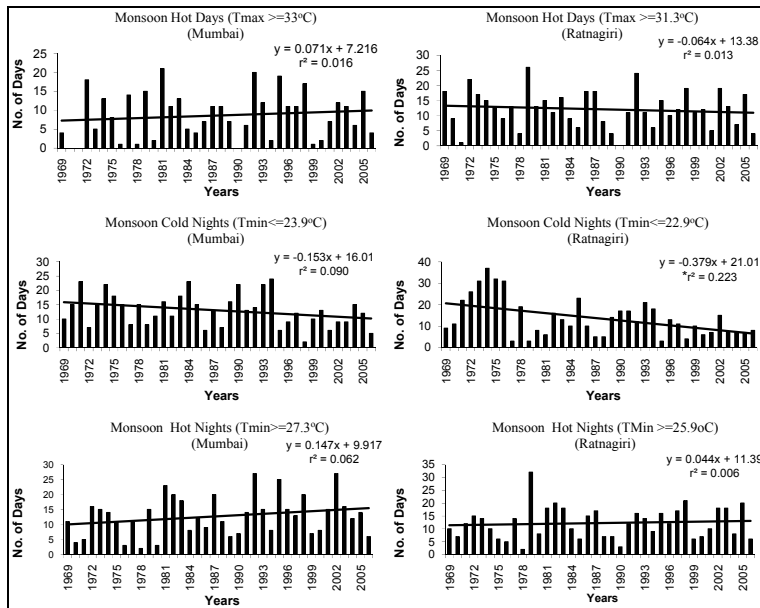 Monsoon Hot Days (Tmax >=33ºC)
(Mumbai)
y = 0.071x + 7.216
r² = 0.016
No. of Days
25
20
15
10
5
0
1969 1972 1975 1978 1981 1984 1987 1990 1993 1996 1999 2002 2005
Years
Monsoon Hot Days (Tmax >=31.3ºC)
(Ratnagiri)
y = -0.064x + 13.38
r² = 0.013
No. of Days
30
25
20
15
10
5
0
1969 1972 1975 1978 1981 1984 1987 1990 1993 1996 1999 2002 2005
Years
Monsoon Cold Nights (Tmin<=23.9ºC)
(Mumbai)
y = -0.153x + 16.01
r² = 0.090
No. of Days
30
25
20
15
10
5
0
1969 1972 1975 1978 1981 1984 1987 1990 1993 1996 1999 2002 2005
Years
Monsoon Cold Nights (Tmin<=22.9ºC)
(Ratnagiri)
y = -0.379x + 21.01
*r² = 0.223
No. of Days
40
30
20
10
0
1969 1972 1975 1978 1981 1984 1987 1990 1993 1996 1999 2002 2005
Years
Monsoon Hot Nights (Tmin>=27.3ºC)
(Mumbai)
y = 0.147x + 9.917
r² = 0.062
No. of Days
30
25
20
15
10
5
0
1969 1972 1975 1978 1981 1984 1987 1990 1993 1996 1999 2002 2005
Years
Monsoon Hot Nights (TMin >=25.9oC)
(Ratnagiri)
y = 0.044x + 11.39
r² = 0.006
No. of Days
35
30
25
20
15
10
5
0
1969 1972 1975 1978 1981 1984 1987 1990 1993 1996 1999 2002 2005
Years